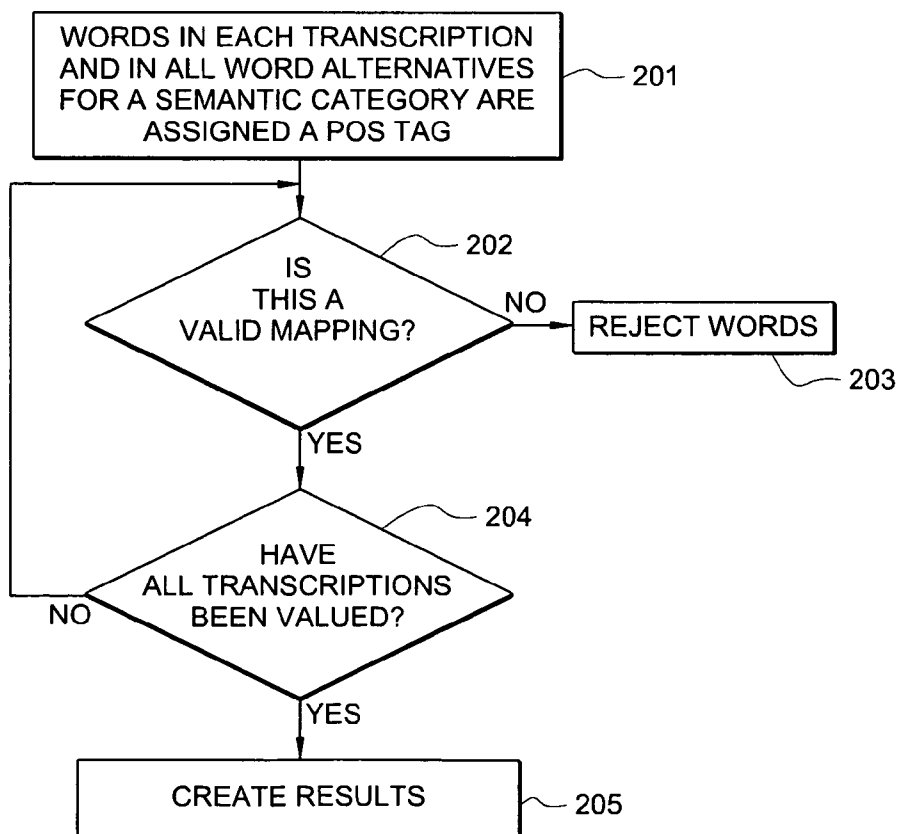 WORDS IN EACH TRANSCRIPTION
AND IN ALL WORD ALTERNATIVES
FOR A SEMANTIC CATEGORY ARE
ASSIGNED A POS TAG
201
202
IS
THIS A
VALID MAPPING?
NO
REJECT WORDS
203
YES
204
HAVE
ALL TRANSCRIPTIONS
BEEN VALUED?
NO
YES
CREATE RESULTS
205